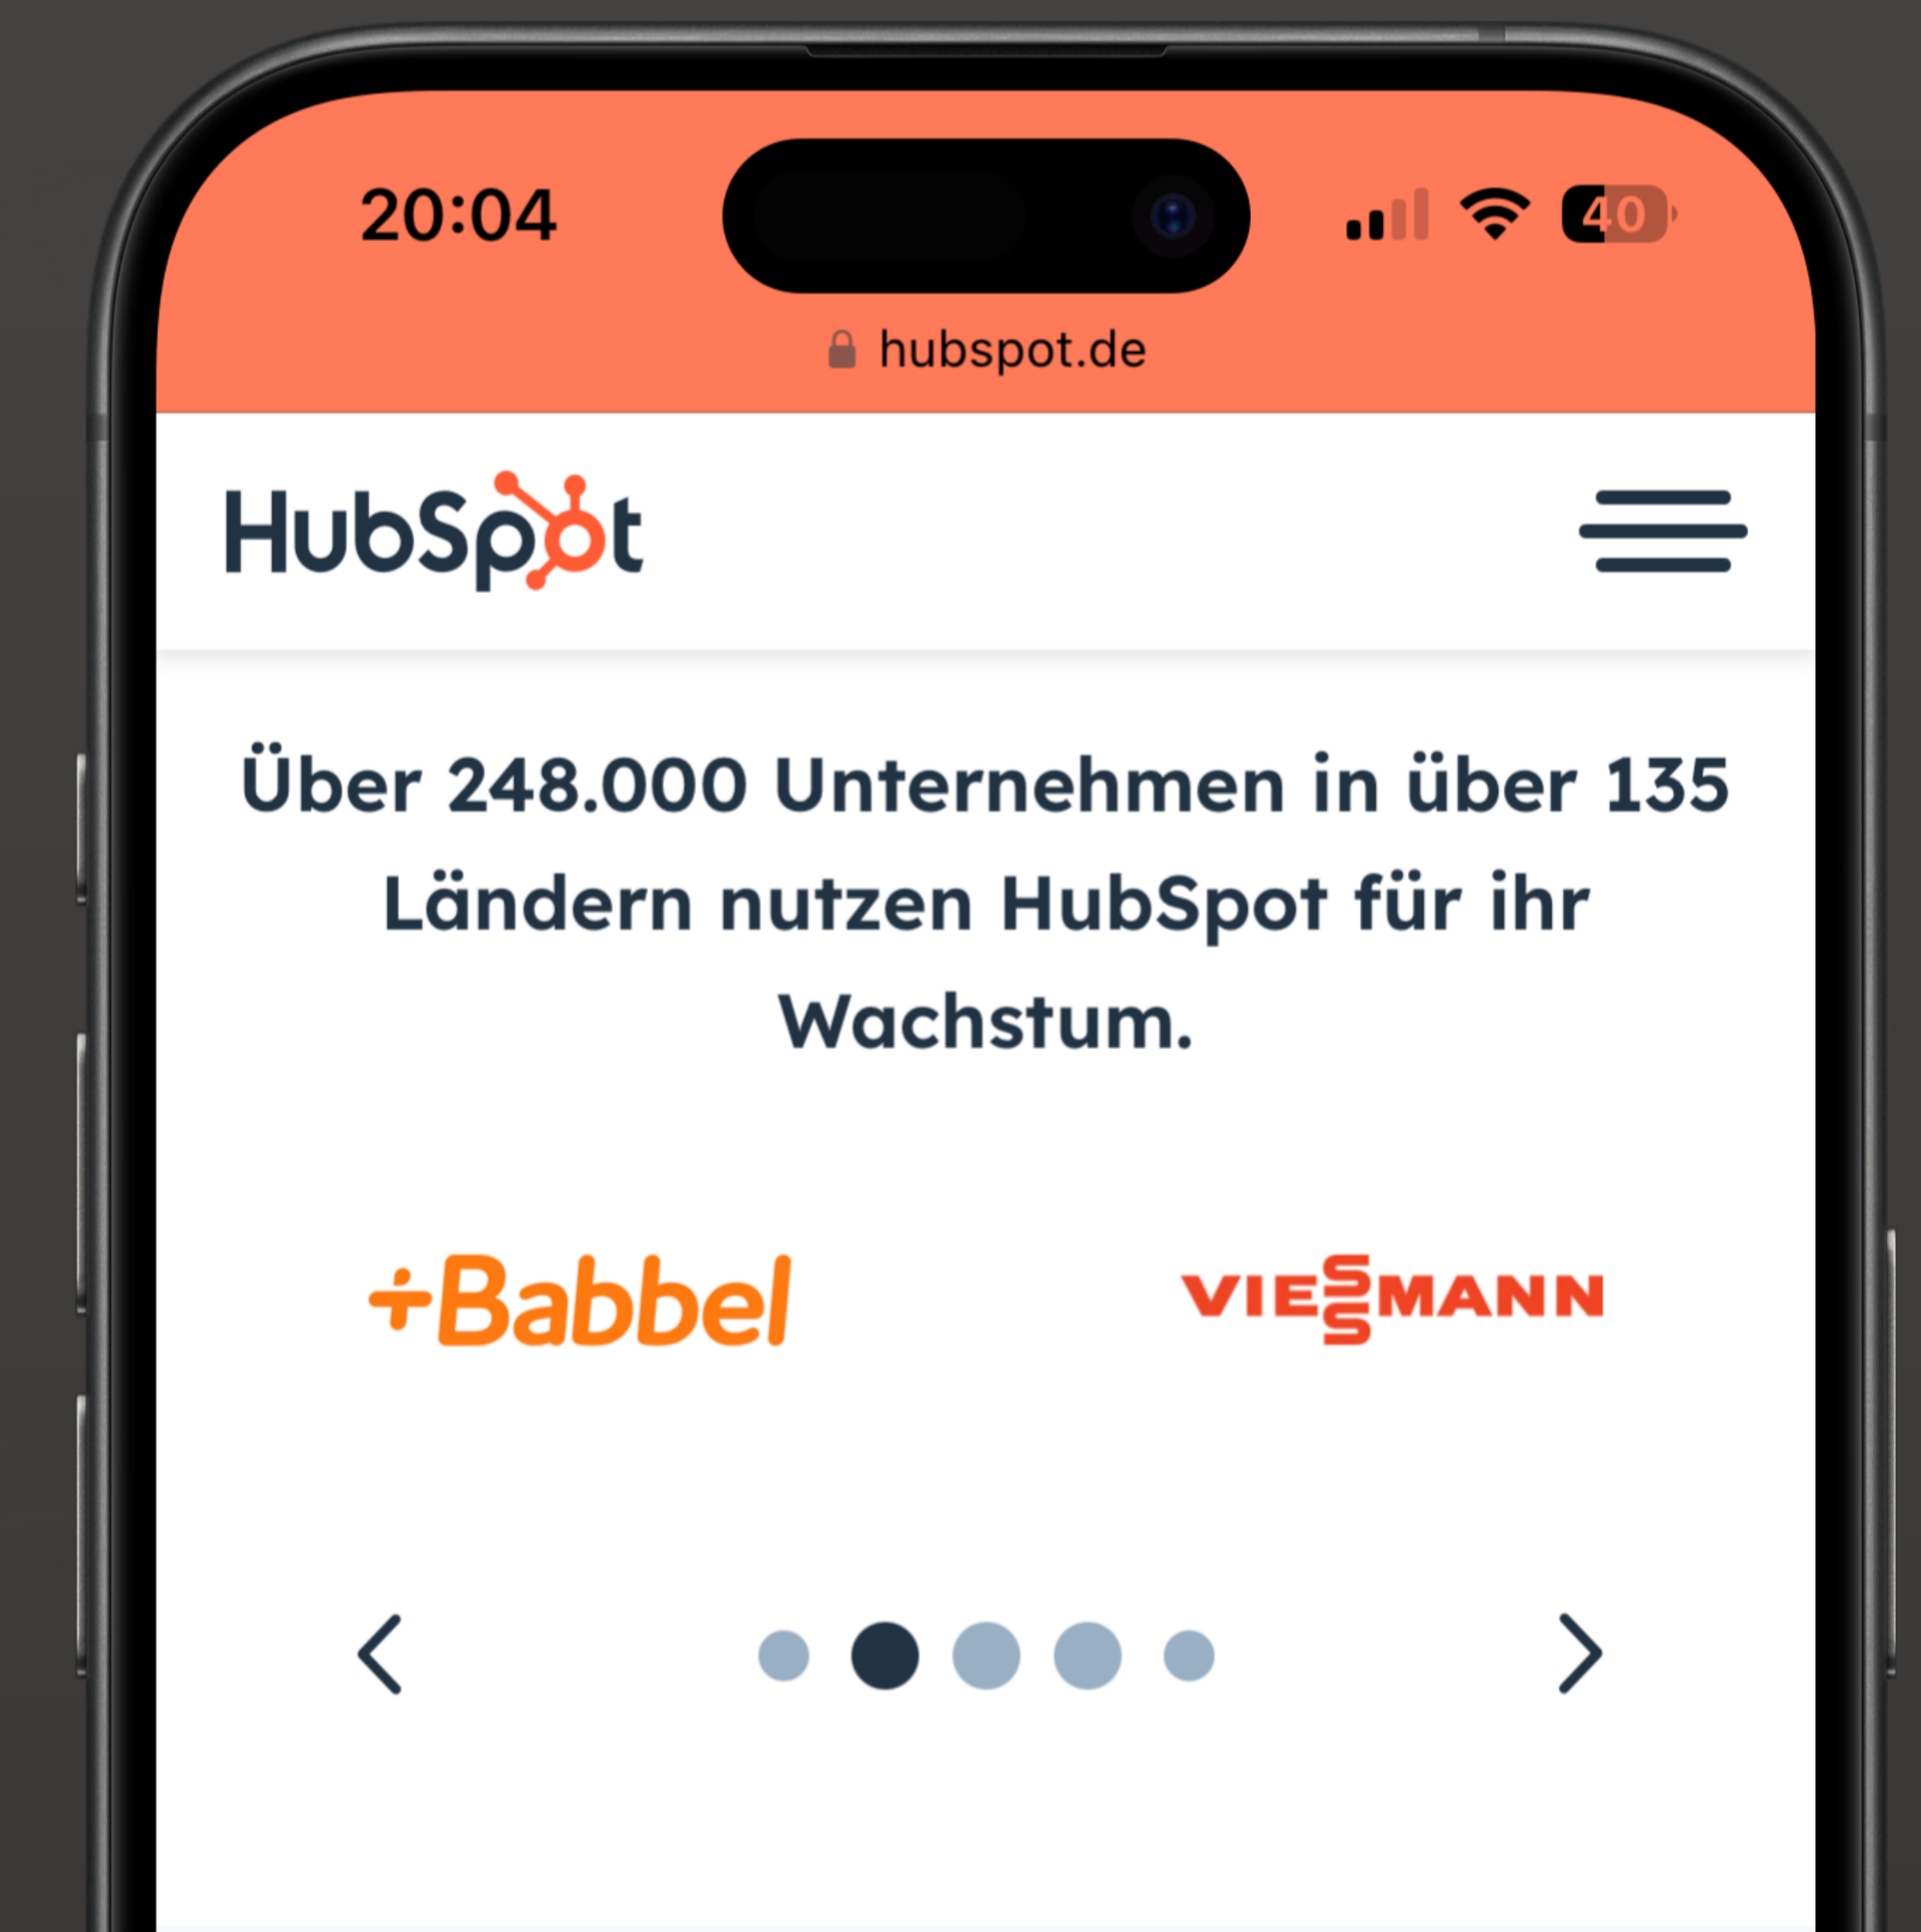 20:04
40
hubspot.de
HubSpot
Über 248.000 Unternehmen in über 135
Ländern nutzen HubSpot für ihr
Wachstum.
+Babbel
VIESSMANN